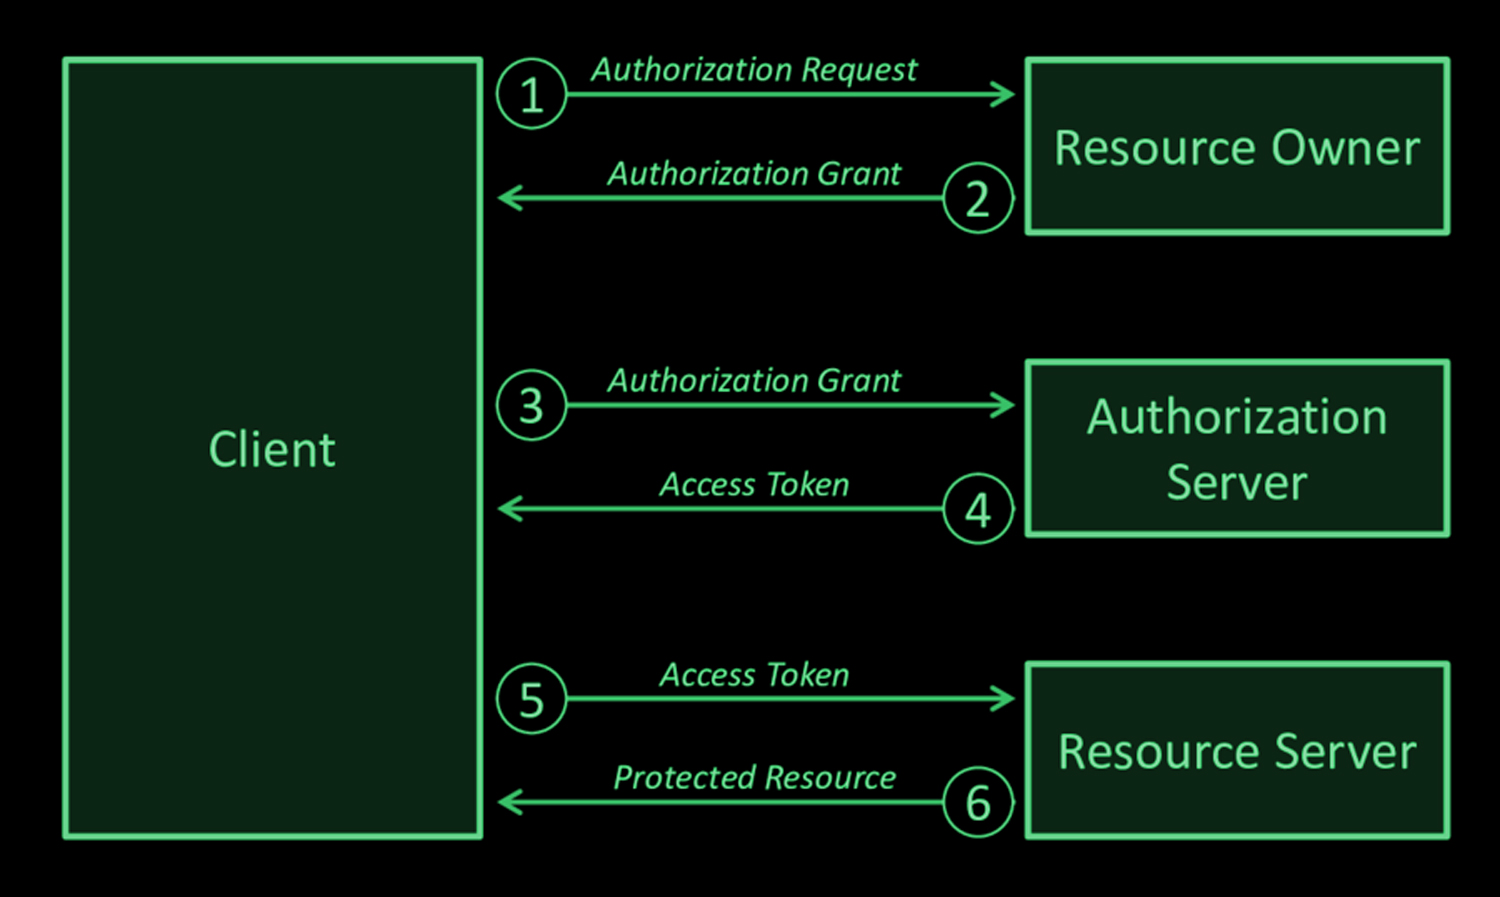 1
Authorization Request
Resource Owner
Authorization Grant
2
Client
3
Authorization Grant
Authorization
Server
Access Token
4
5
Access Token
Resource Server
Protected Resource
6